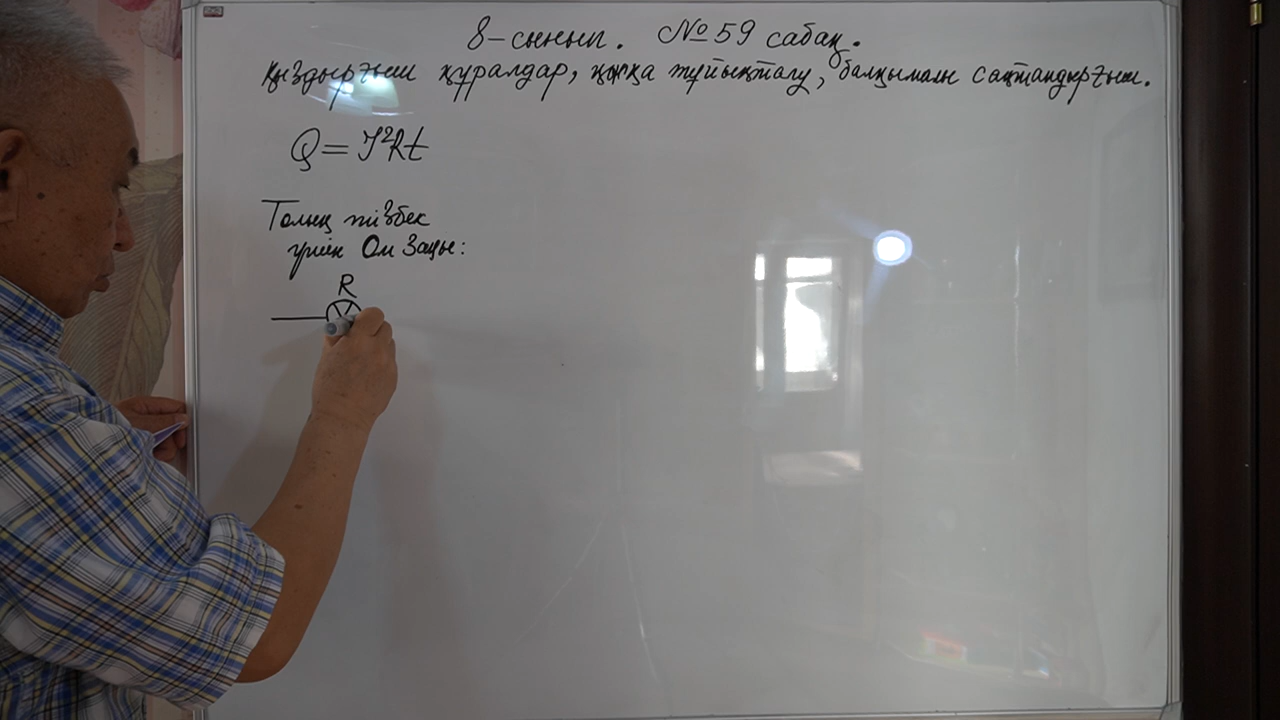 8-сынып. №59 сабақ.
Қыздырғыш құралдар, қысқа тұйықталу, балқымалы сақтандырғыш.
Q = I²Rt
Толық тізбек
үшін Ом Заңы:
R